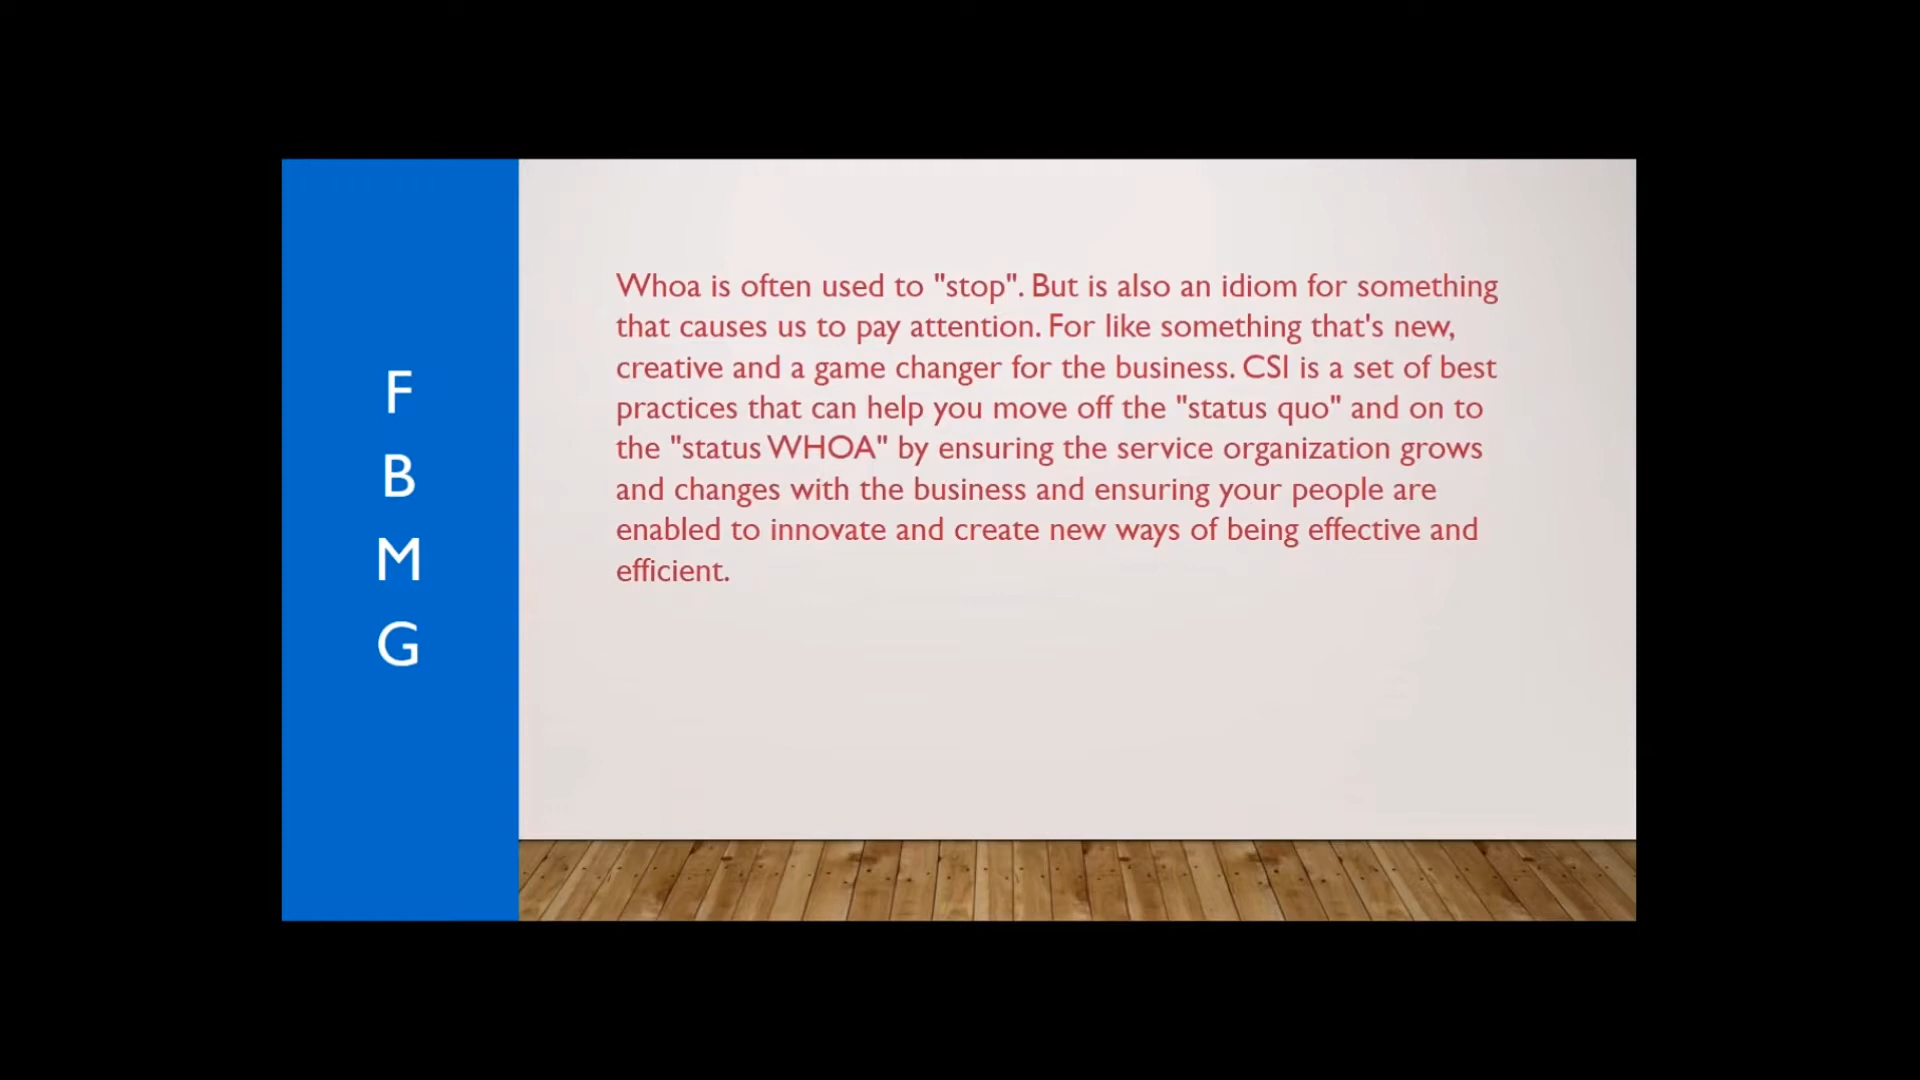 F
B
M
G
Whoa is often used to "stop". But is also an idiom for something
that causes us to pay attention. For like something that's new,
creative and a game changer for the business. CSI is a set of best
practices that can help you move off the "status quo" and on to
the "status WHOA" by ensuring the service organization grows
and changes with the business and ensuring your people are
enabled to innovate and create new ways of being effective and
efficient.